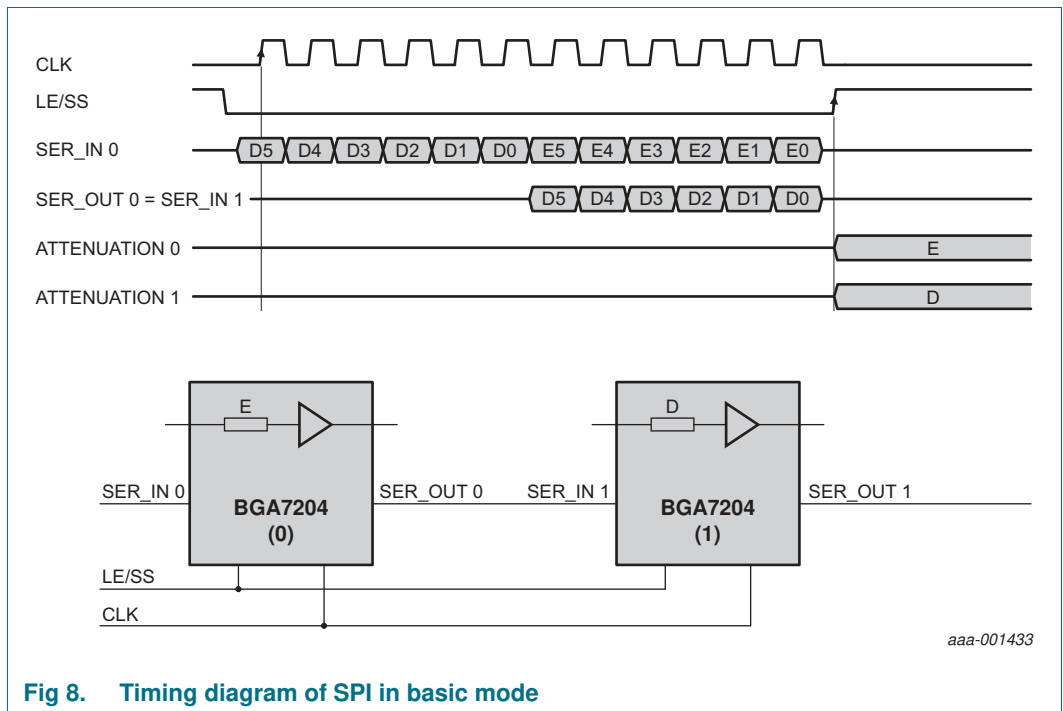 CLK
LE/SS
SER_IN 0 D5 D4 D3 D2 D1 D0 E5 E4 E3 E2 E1 E0
SER_OUT 0 = SER_IN 1 D5 D4 D3 D2 D1 D0
ATTENUATION 0 E
ATTENUATION 1 D
E D
SER_IN 0 SER_OUT 0 SER_IN 1 SER_OUT 1
BGA7204 BGA7204
(0) (1)
LE/SS
CLK
aaa-001433
Fig 8. Timing diagram of SPI in basic mode